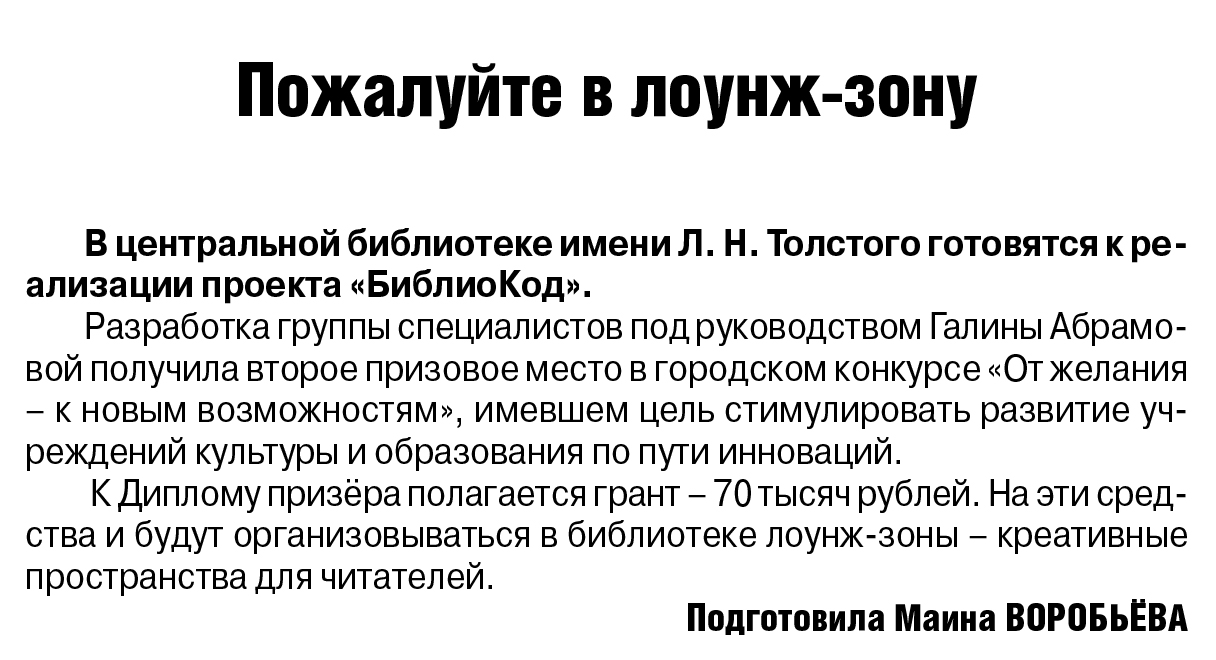 Пожалуйте в лоунж-зону
В центральной библиотеке имени Л. Н. Толстого готовятся к ре-
ализации проекта «БиблиоКод».
Разработка группы специалистов под руководством Галины Абрамо-
вой получила второе призовое место в городском конкурсе «От желания
– к новым возможностям», имевшем цель стимулировать развитие уч-
реждений культуры и образования по пути инноваций.
К Диплому призёра полагается грант – 70 тысяч рублей. На эти сред-
ства и будут организовываться в библиотеке лоунж-зоны – креативные
пространства для читателей.
Подготовила Маина ВОРОБЬЁВА